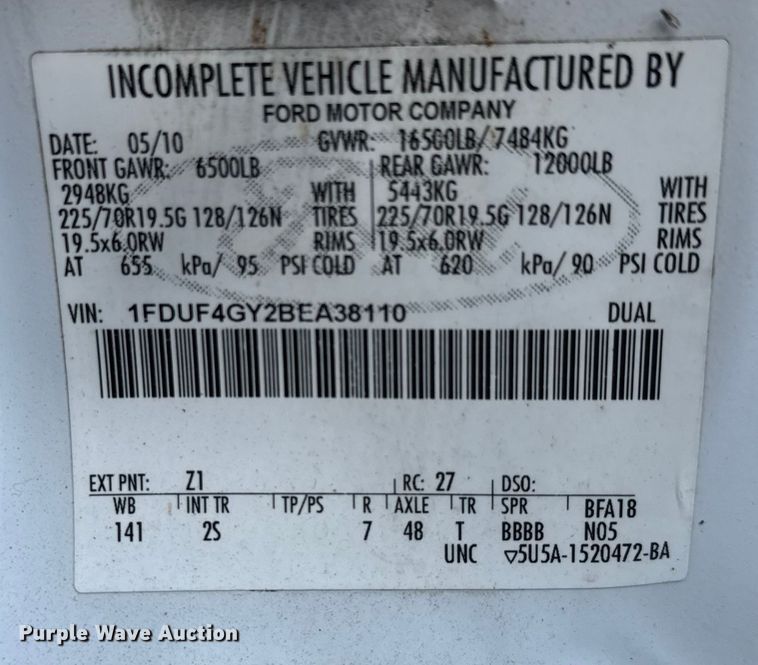 INCOMPLETE VEHICLE MANUFACTURED BY
FORD MOTOR COMPANY
DATE: 05/10 GVWR: 16500LB/7484KG
FRONT GAWR: 6500LB REAR GAWR: 12000LB
2948KG WITH 5443KG WITH
225/70R19.5G 128/126N TIRES 225/70R19.5G 128/126N TIRES
19.5x6.0RW RIMS 19.5x6.0RW RIMS
AT 655 kPa/ 95 PSI COLD AT 620 kPa/ 90 PSI COLD
VIN: 1FDUF4GY2BEA38110 DUAL
EXT PNT: Z1 RC: 27 DSO:
WB INT TR TP/PS R AXLE TR SPR BFA18
141 2S 7 48 T BBBB N05
UNC ▽5U5A-1520472-BA
Purple Wave Auction